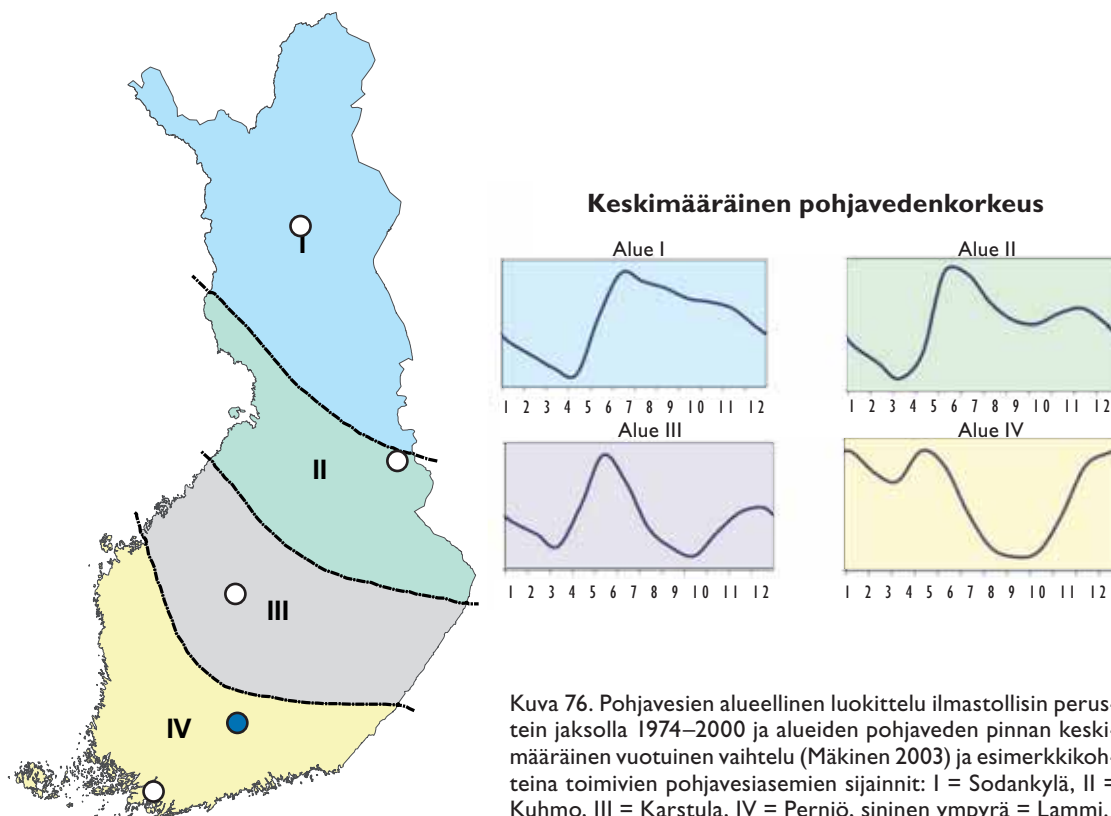 I
II
III
IV
Keskimääräinen pohjavedenkorkeus
Alue I
Alue II
1 2 3 4 5 6 7 8 9 10 11 12
1 2 3 4 5 6 7 8 9 10 11 12
Alue III
Alue IV
1 2 3 4 5 6 7 8 9 10 11 12
1 2 3 4 5 6 7 8 9 10 11 12
Kuva 76. Pohjavesien alueellinen luokittelu ilmastollisin perus-
tein jaksolla 1974–2000 ja alueiden pohjaveden pinnan keski-
määräinen vuotuinen vaihtelu (Mäkinen 2003) ja esimerkkikoh-
teina toimivien pohjavesiasemien sijainnit: I = Sodankylä, II =
Kuhmo, III = Karstula, IV = Perniö, sininen ympyrä = Lammi.